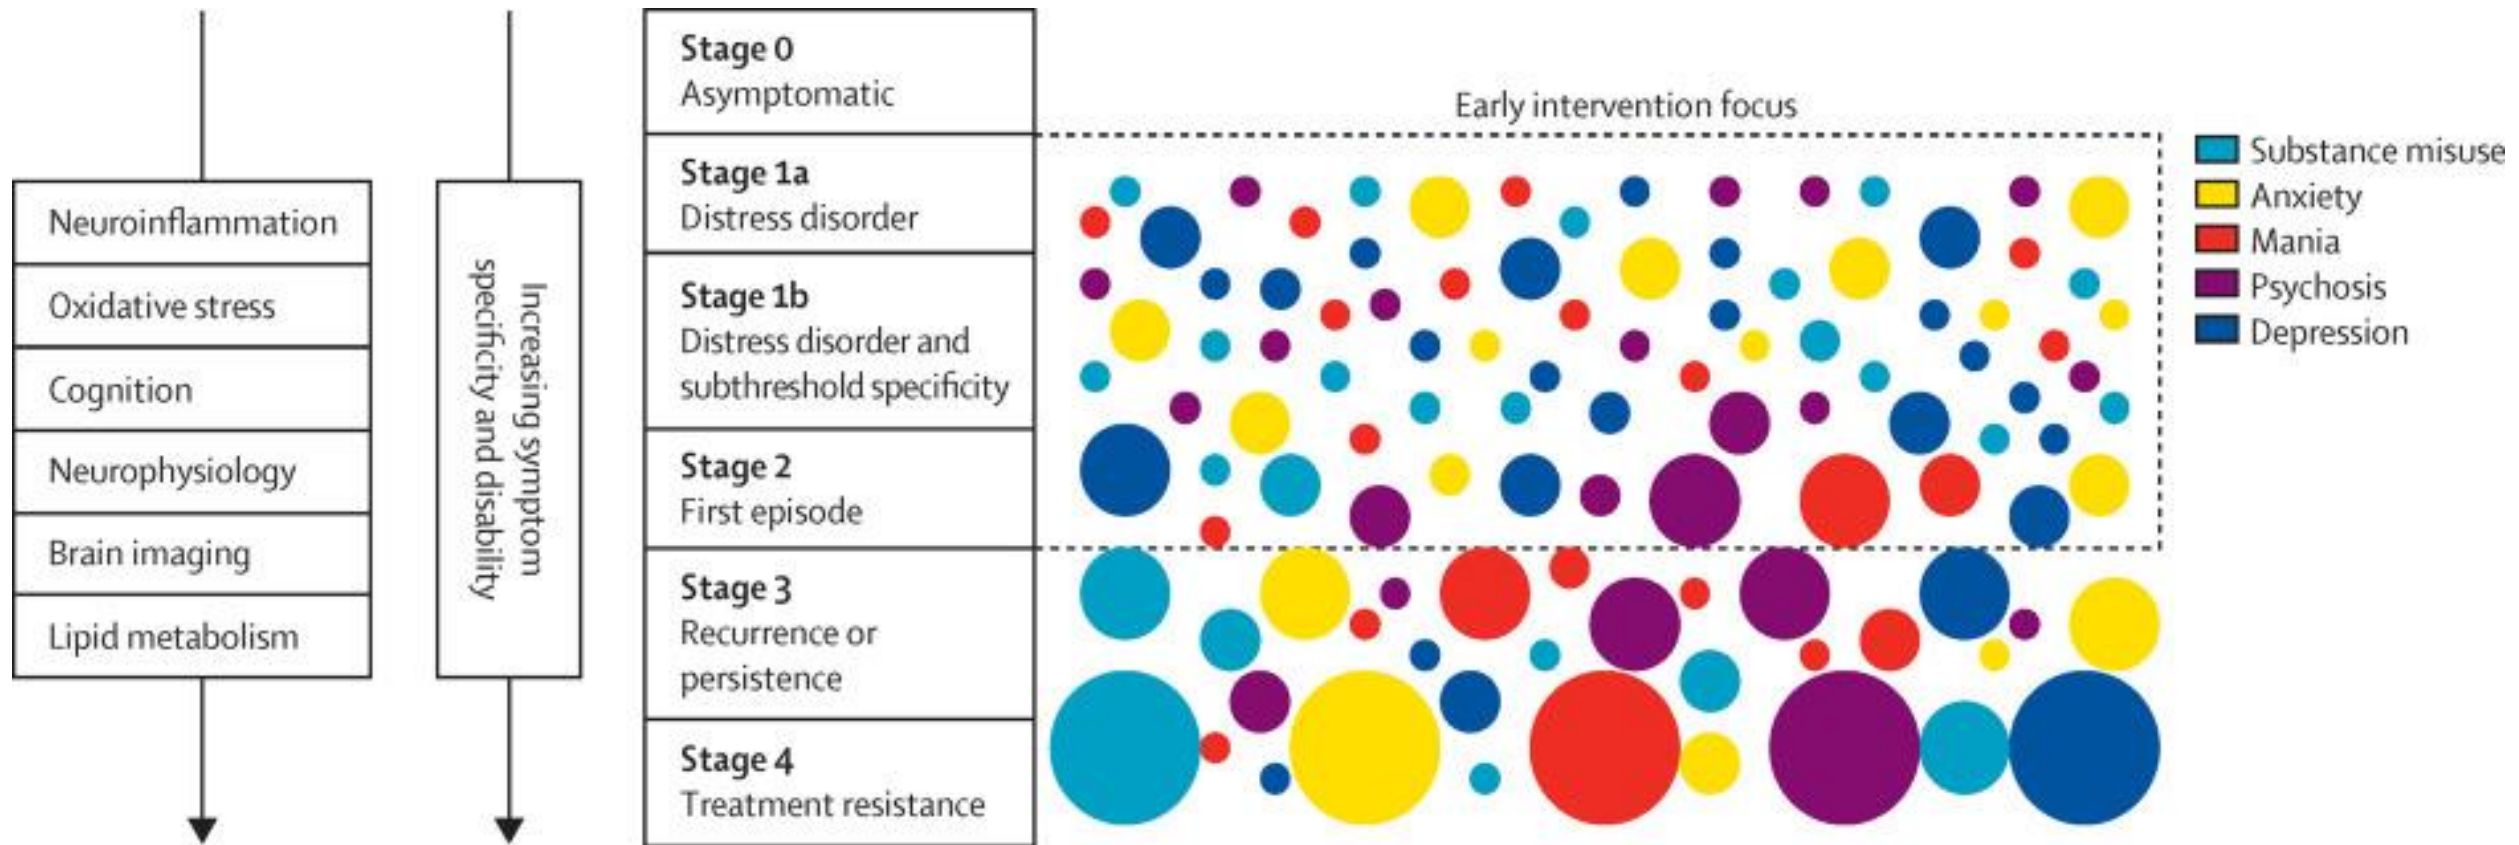 Neuroinflammation
Oxidative stress
Cognition
Neurophysiology
Brain imaging
Lipid metabolism
Increasing symptom
specificity and disability
Stage 0
Asymptomatic
Stage 1a
Distress disorder
Stage 1b
Distress disorder and
subthreshold specificity
Stage 2
First episode
Stage 3
Recurrence or
persistence
Stage 4
Treatment resistance
Early intervention focus
Substance misuse
Anxiety
Mania
Psychosis
Depression